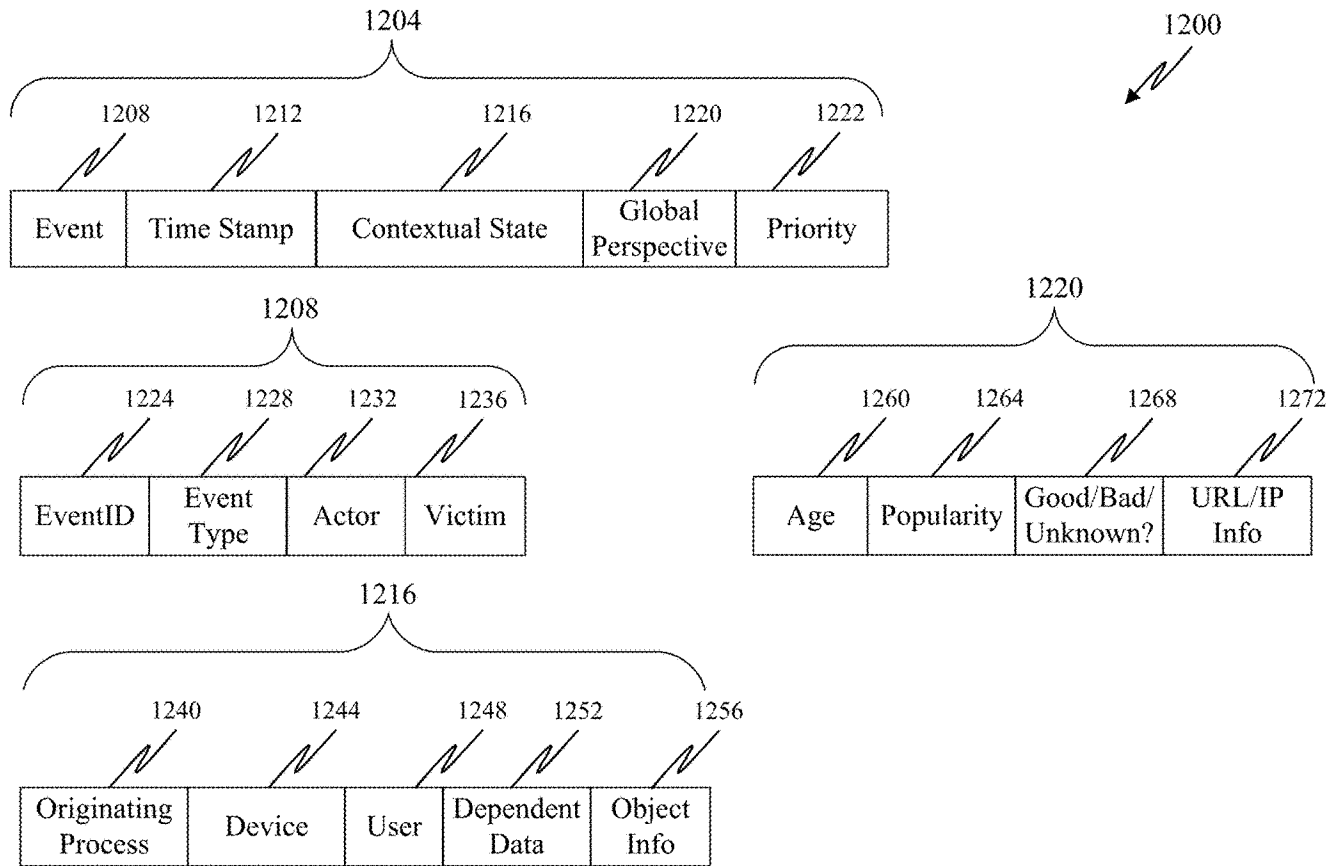 1204
1200
1208 1212 1216 1220 1222
Event Time Stamp Contextual State Global Perspective Priority
1208
1224 1228 1232 1236
EventID Event Type Actor Victim
1220
1260 1264 1268 1272
Age Popularity Good/Bad/ Unknown? URL/IP Info
1216
1240 1244 1248 1252 1256
Originating Process Device User Dependent Data Object Info